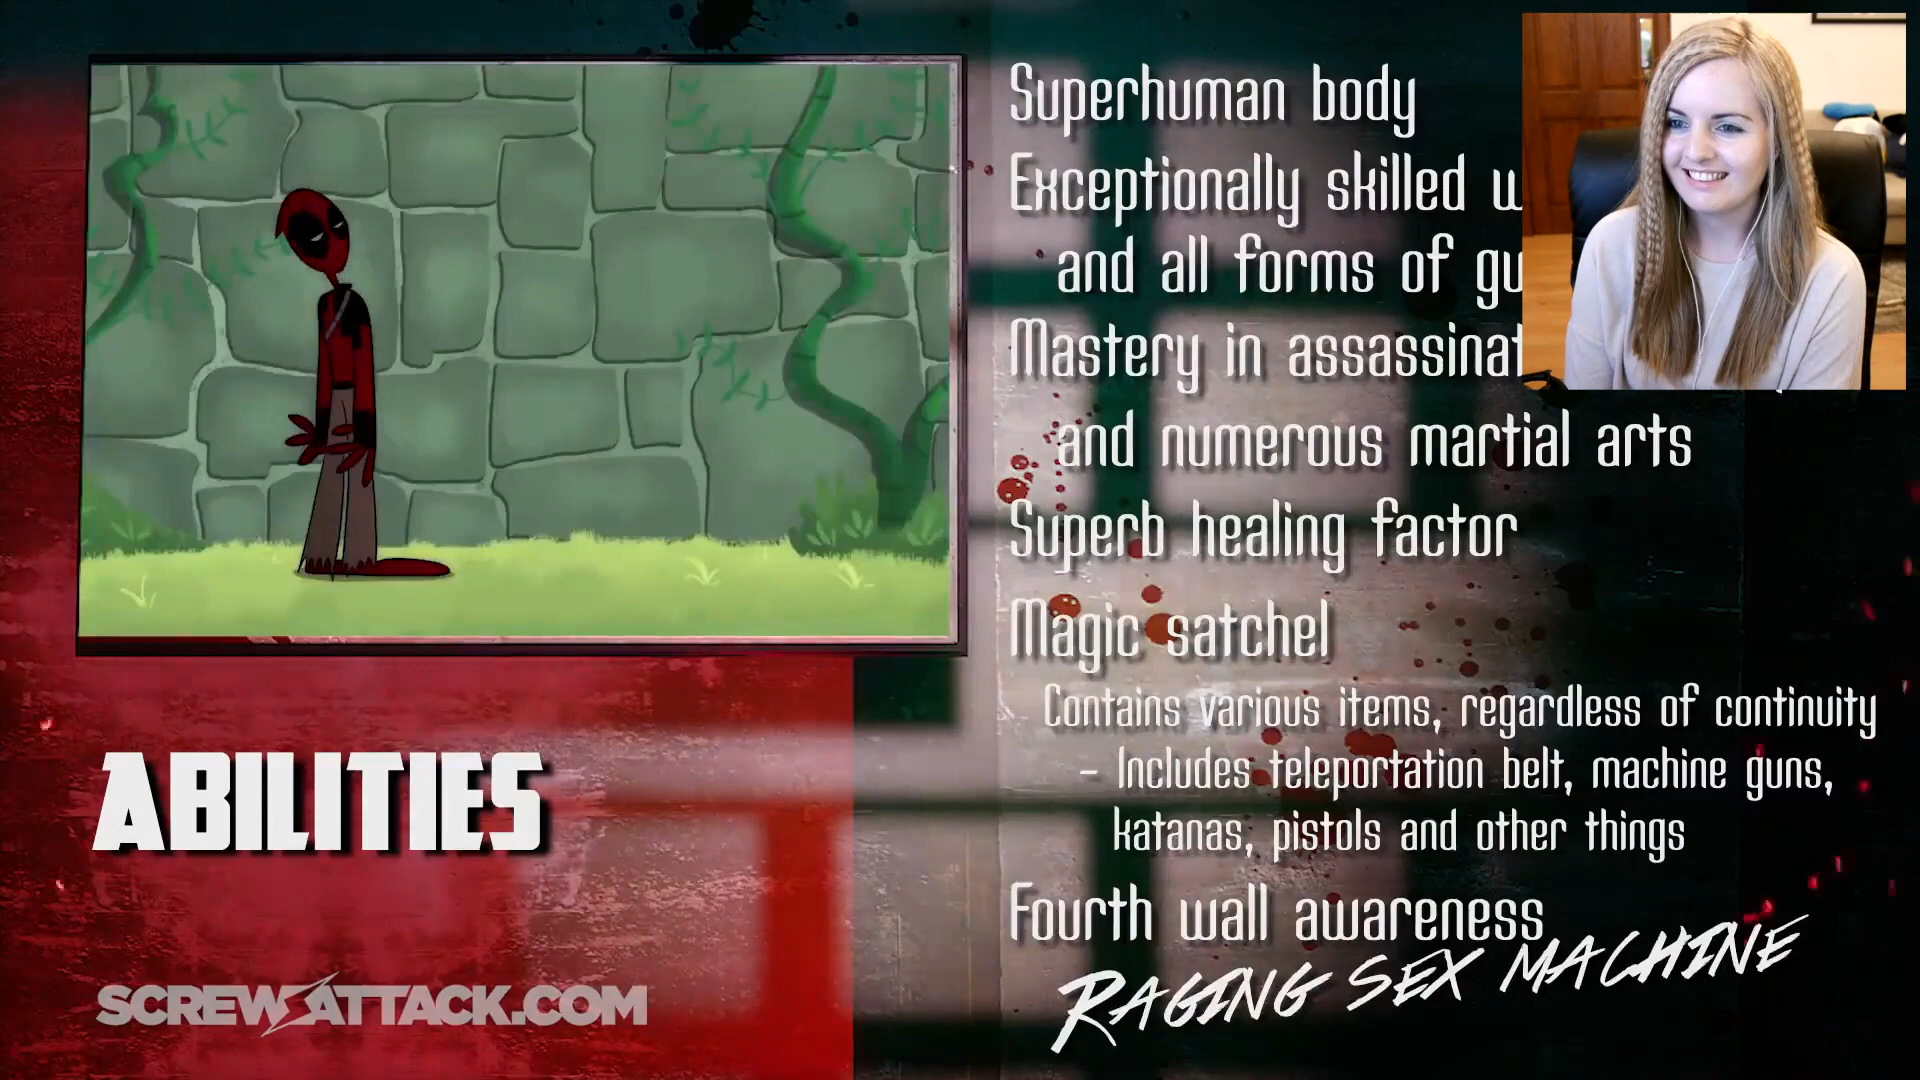 Superhuman body
Exceptionally skilled
and all forms of
Mastery in
and numerous martial arts
Superb healing factor
Magic satchel
Contains various items, regardless of continuity
- Includes teleportation belt, machine guns,
katanas, pistols and other things
Fourth wall awareness
RAGING SEX MACHINE
ABILITIES
SCREWATTACK.COM